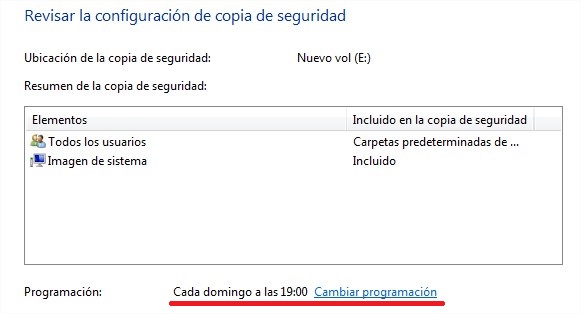 Revisar la configuración de copia de seguridad
Ubicación de la copia de seguridad: Nuevo vol (E:)
Resumen de la copia de seguridad:
Elementos Incluido en la copia de seguridad
Todos los usuarios Carpetas predeterminadas de ...
Imagen de sistema Incluido
Programación: Cada domingo a las 19:00 Cambiar programación